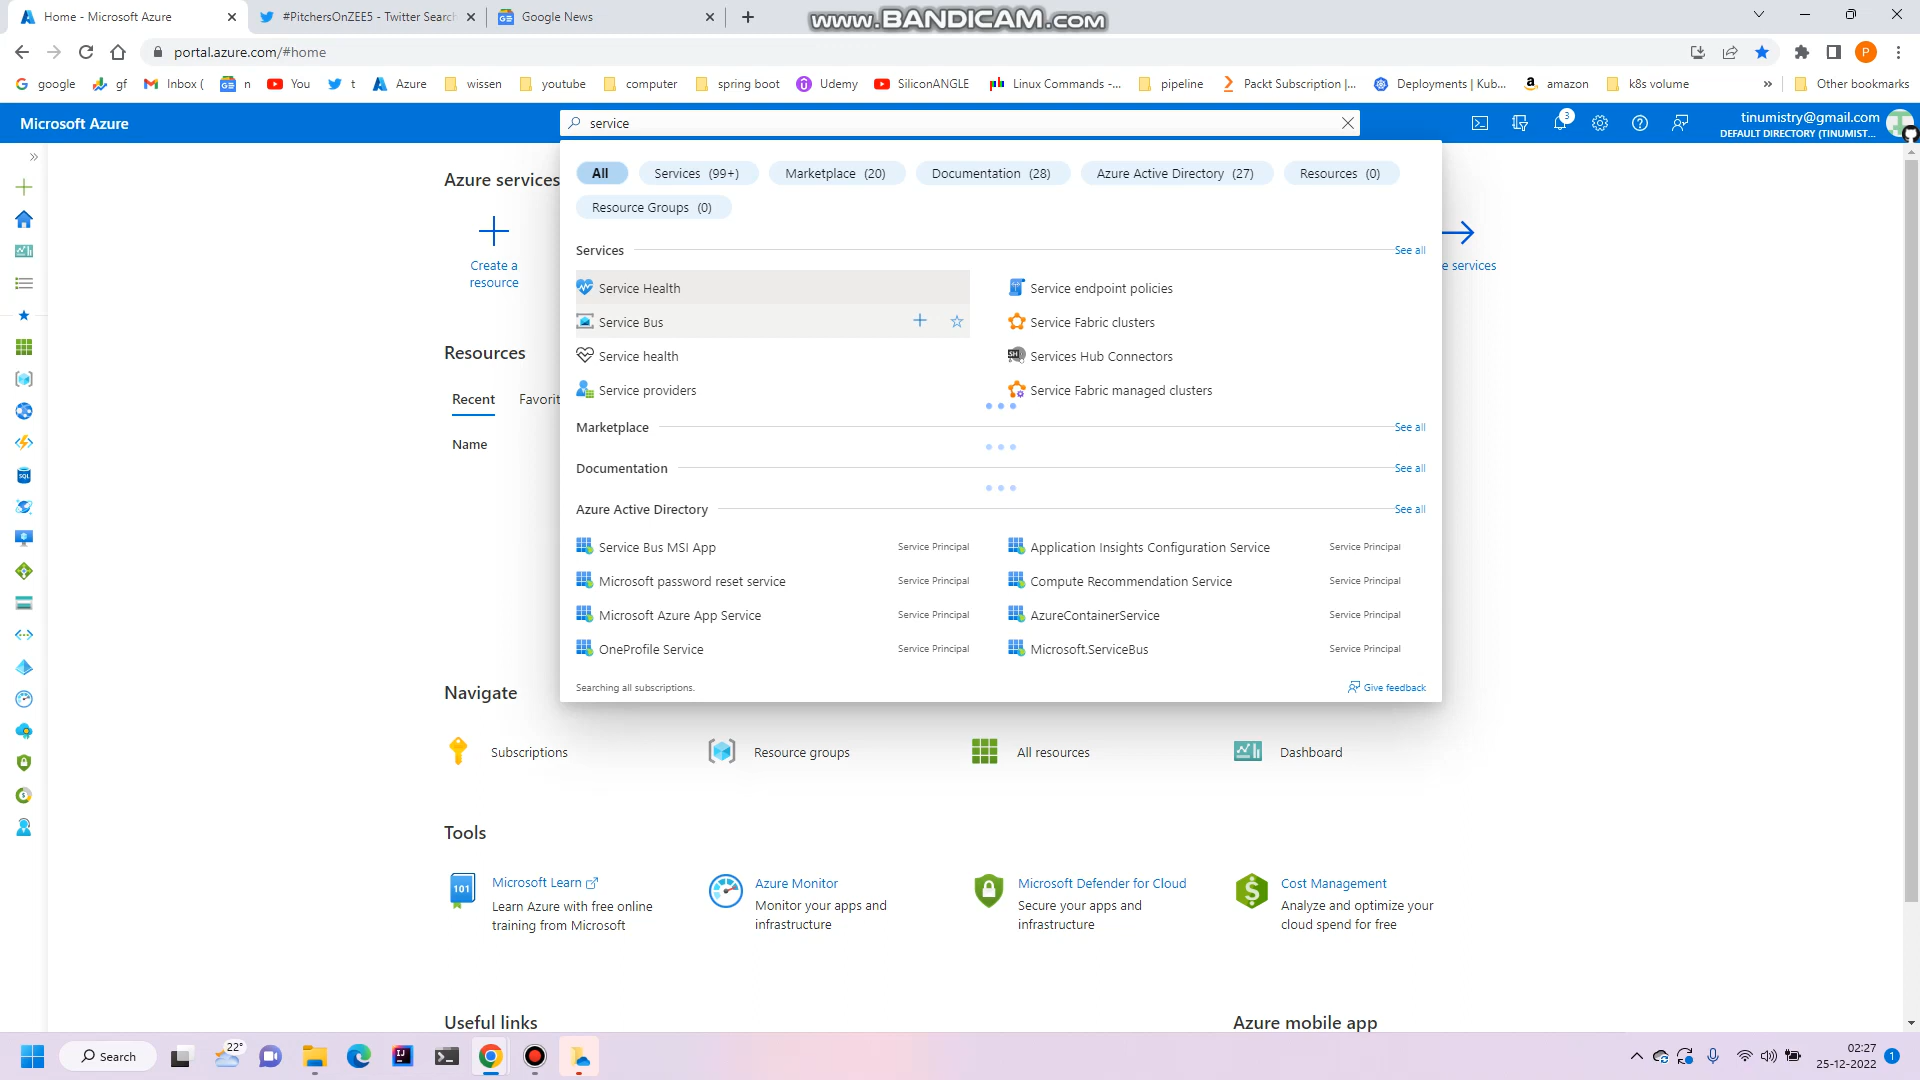 Home - Microsoft Azure
#PitchersOnZEE5 - Twitter Search
Google News
www.BANDICAM.com
portal.azure.com/#home
google
gf
Inbox (
n
You
t
Azure
wissen
youtube
computer
spring boot
Udemy
SiliconANGLE
Linux Commands -...
pipeline
Packt Subscription |...
Deployments | Kub...
amazon
k8s volume
»
Other bookmarks
Microsoft Azure
service
3
tinumistry@gmail.com
DEFAULT DIRECTORY (TINUMIST...
All
Services (99+)
Marketplace (20)
Documentation (28)
Azure Active Directory (27)
Resources (0)
Resource Groups (0)
Azure services
Create a
resource
e services
Services
See all
Service Health
Service endpoint policies
Service Bus
Service Fabric clusters
Service health
Services Hub Connectors
Service providers
Service Fabric managed clusters
Marketplace
See all
Documentation
See all
Azure Active Directory
See all
Service Bus MSI App
Service Principal
Application Insights Configuration Service
Service Principal
Microsoft password reset service
Service Principal
Compute Recommendation Service
Service Principal
Microsoft Azure App Service
Service Principal
AzureContainerService
Service Principal
OneProfile Service
Service Principal
Microsoft.ServiceBus
Service Principal
Searching all subscriptions.
Give feedback
Resources
Recent
Favorit
Name
Navigate
Subscriptions
Resource groups
All resources
Dashboard
Tools
101
Microsoft Learn
Learn Azure with free online
training from Microsoft
Azure Monitor
Monitor your apps and
infrastructure
Microsoft Defender for Cloud
Secure your apps and
infrastructure
Cost Management
Analyze and optimize your
cloud spend for free
Useful links
Azure mobile app
Search
22°
02:27
25-12-2022
1